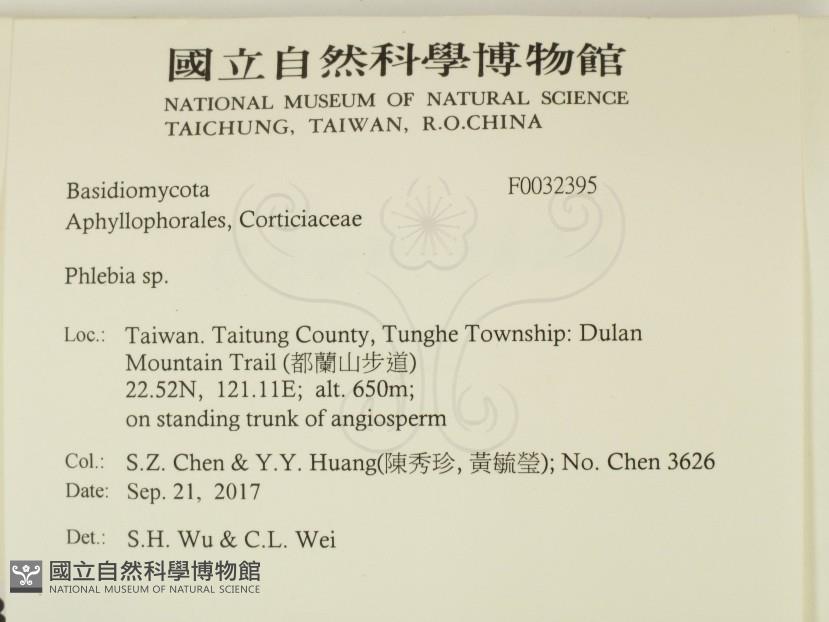 國立自然科學博物館
NATIONAL MUSEUM OF NATURAL SCIENCE
TAICHUNG, TAIWAN, R.O.CHINA
Basidiomycota F0032395
Aphyllophorales, Corticiaceae
Phlebia sp.
Loc.: Taiwan. Taitung County, Tunghe Township: Dulan
Mountain Trail (都蘭山步道)
22.52N, 121.11E; alt. 650m;
on standing trunk of angiosperm
Col.: S.Z. Chen & Y.Y. Huang(陳秀珍, 黃毓瑩); No. Chen 3626
Date: Sep. 21, 2017
Det.: S.H. Wu & C.L. Wei
國立自然科學博物館
NATIONAL MUSEUM OF NATURAL SCIENCE